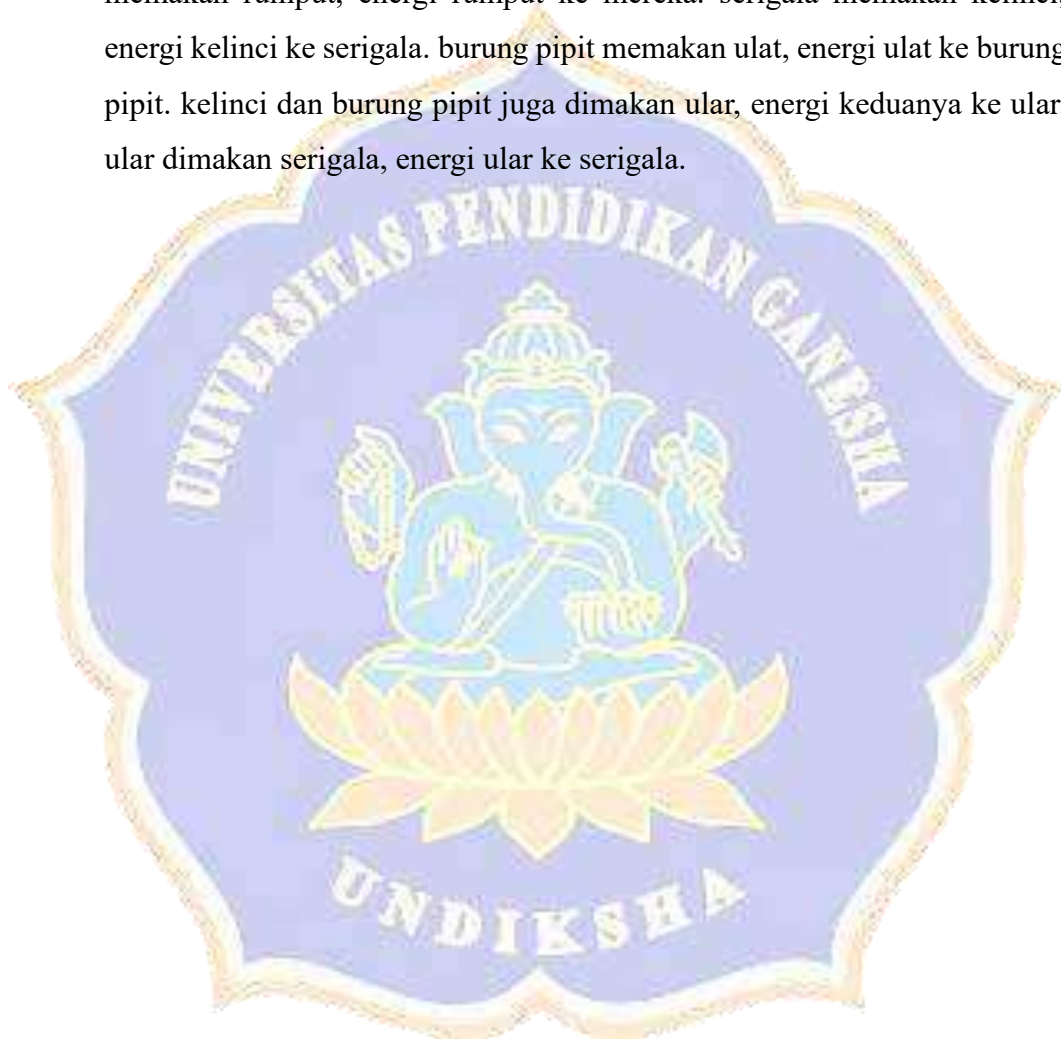 memakan rumput, energi rumput ke mereka. serigala memakan kelinci,
energi kelinci ke serigala. burung pipit memakan ulat, energi ulat ke burung
pipit. kelinci dan burung pipit juga dimakan ular, energi keduanya ke ular
ular dimakan serigala, energi ular ke serigala.
UNIVERSITAS PENDIDIKAN GANESHA
UNDIKSHA